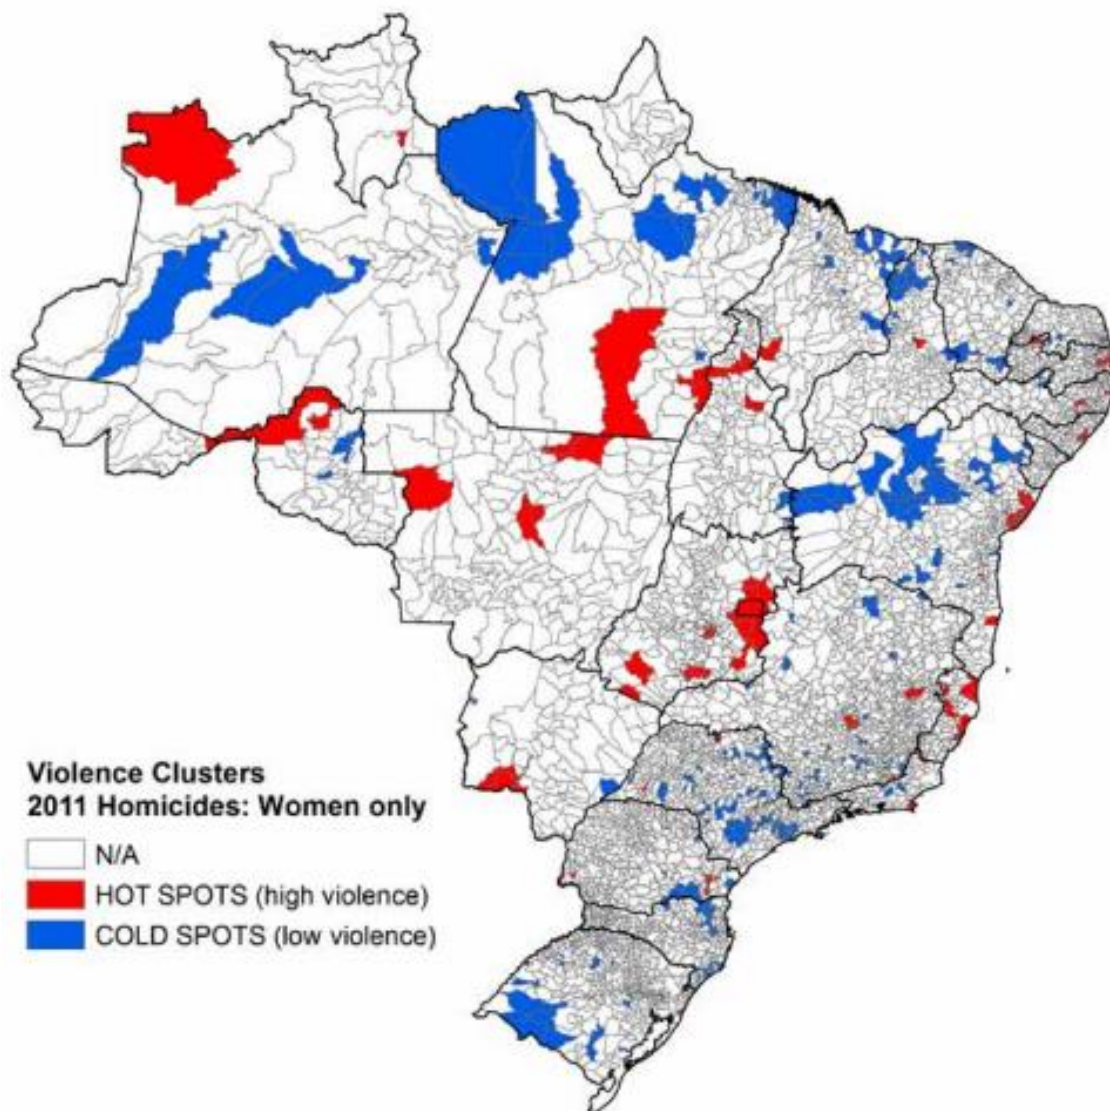 Violence Clusters
2011 Homicides: Women only
N/A
HOT SPOTS (high violence)
COLD SPOTS (low violence)